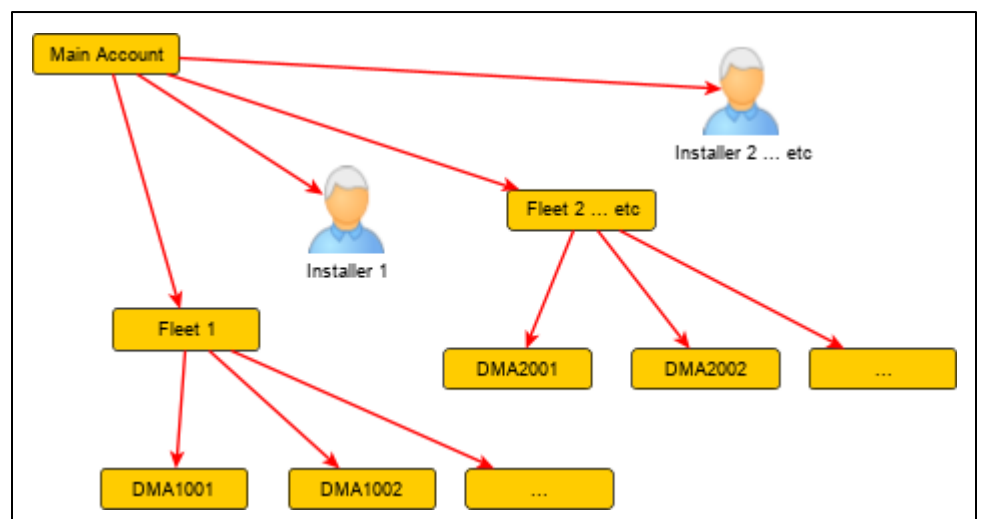 Main Account
Installer 2 ... etc
Fleet 2 ... etc
Installer 1
Fleet 1
DMA2001
DMA2002
...
DMA1001
DMA1002
...